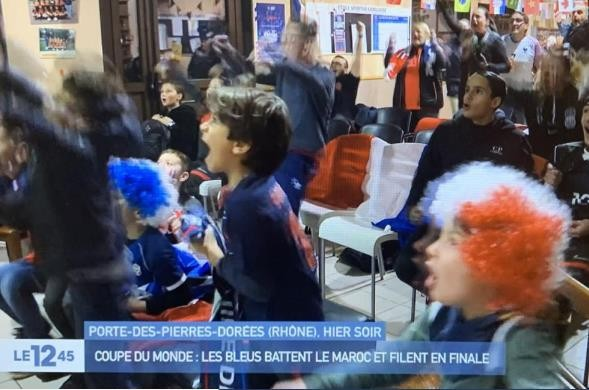 PORTE-DES-PIERRES-DORÉES (RHÔNE), HIER SOIR
LE 12 45
COUPE DU MONDE : LES BLEUS BATTENT LE MAROC ET FILENT EN FINALE